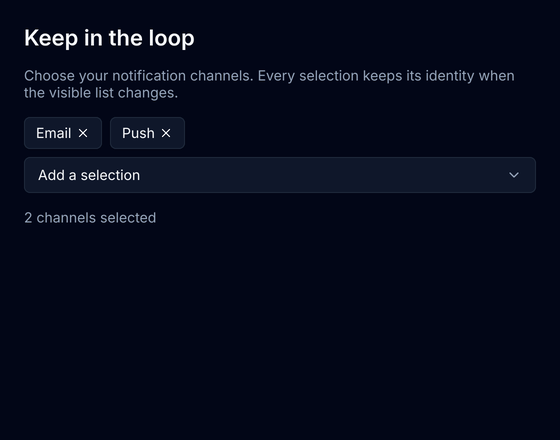 Keep in the loop
Choose your notification channels. Every selection keeps its identity when
the visible list changes.
Email
Push
Add a selection
2 channels selected